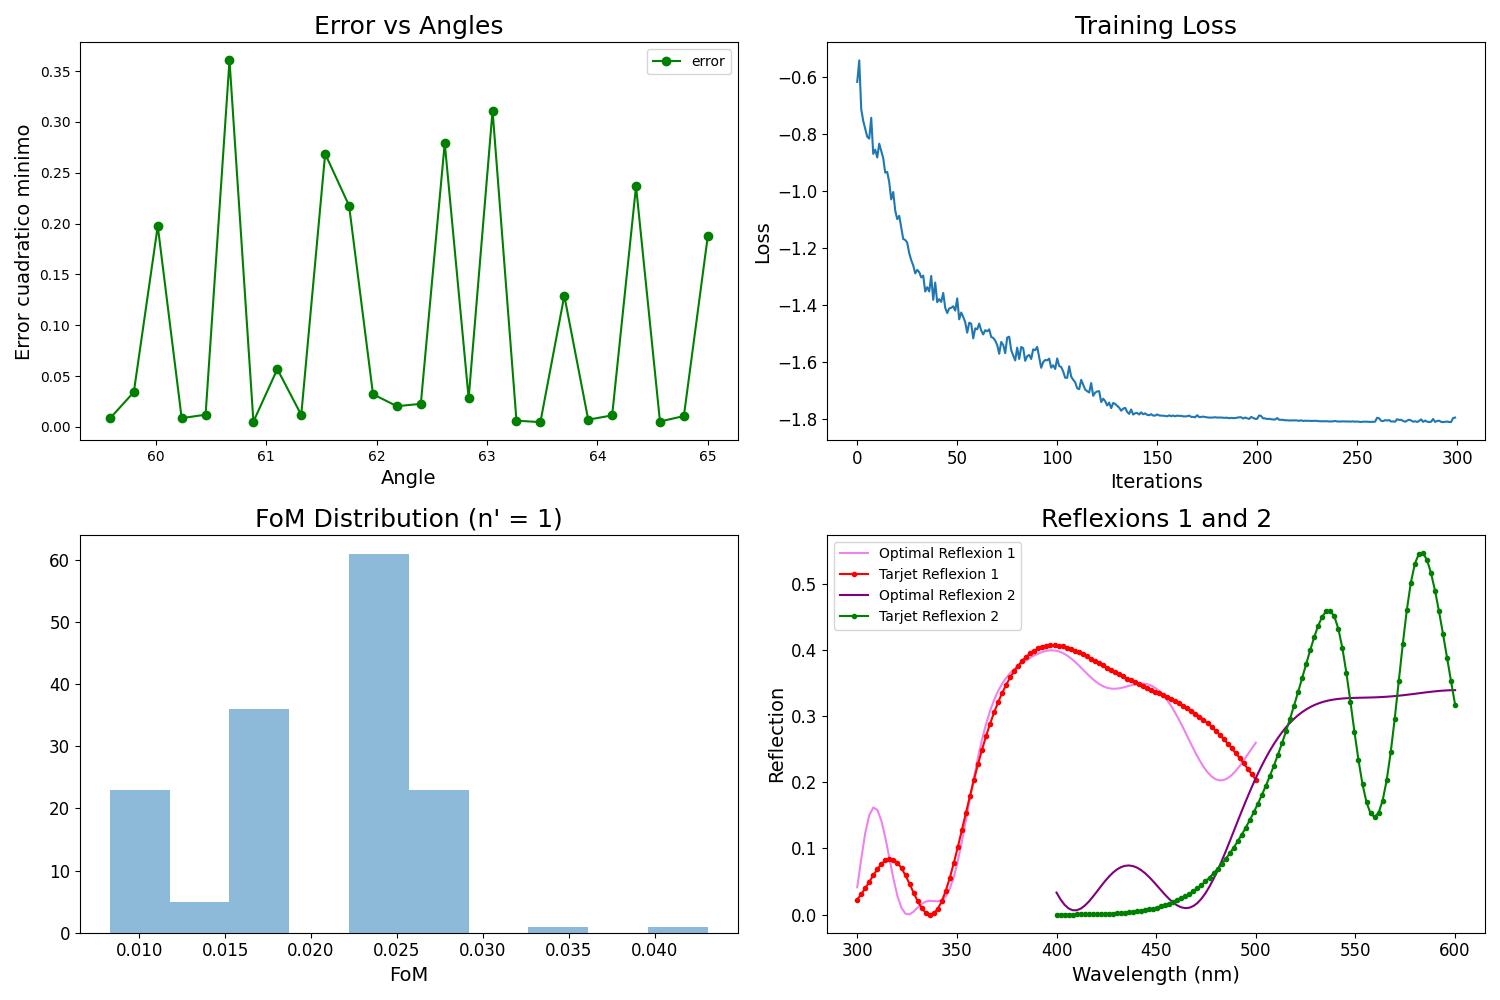 Error vs Angles
error
0.35
0.30
0.25
0.20
0.15
0.10
0.05
0.00
Error cuadratico minimo
60 61 62 63 64 65
Angle
Training Loss
−0.6
−0.8
−1.0
−1.2
−1.4
−1.6
−1.8
Loss
0 50 100 150 200 250 300
Iterations
FoM Distribution (n' = 1)
60
50
40
30
20
10
0
0.010 0.015 0.020 0.025 0.030 0.035 0.040
FoM
Reflexions 1 and 2
Optimal Reflexion 1
Tarjet Reflexion 1
Optimal Reflexion 2
Tarjet Reflexion 2
0.5
0.4
0.3
0.2
0.1
0.0
Reflection
300 350 400 450 500 550 600
Wavelength (nm)